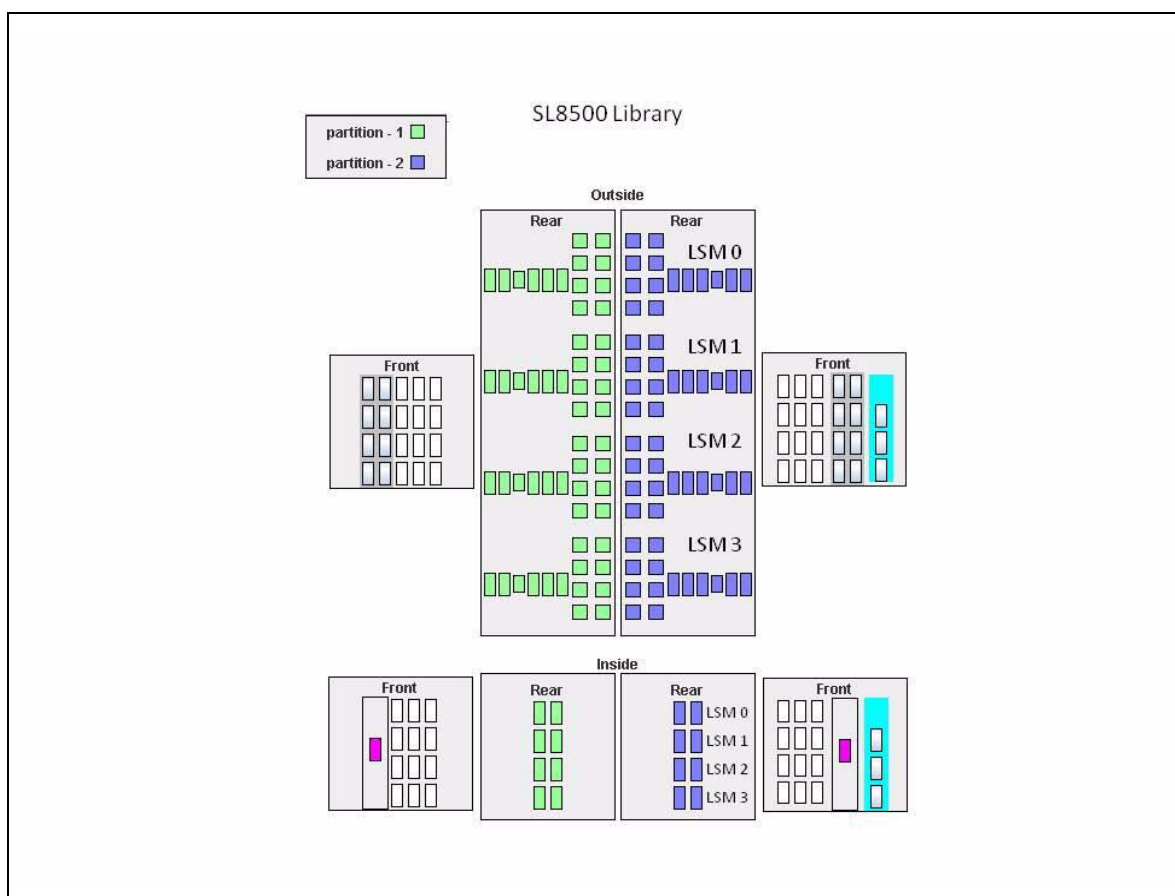 SL8500 Library
partition - 1
partition - 2
Outside
Rear
Rear
LSM 0
LSM 1
Front
Front
LSM 2
LSM 3
Inside
Front
Rear
Rear
Front
LSM 0
LSM 1
LSM 2
LSM 3